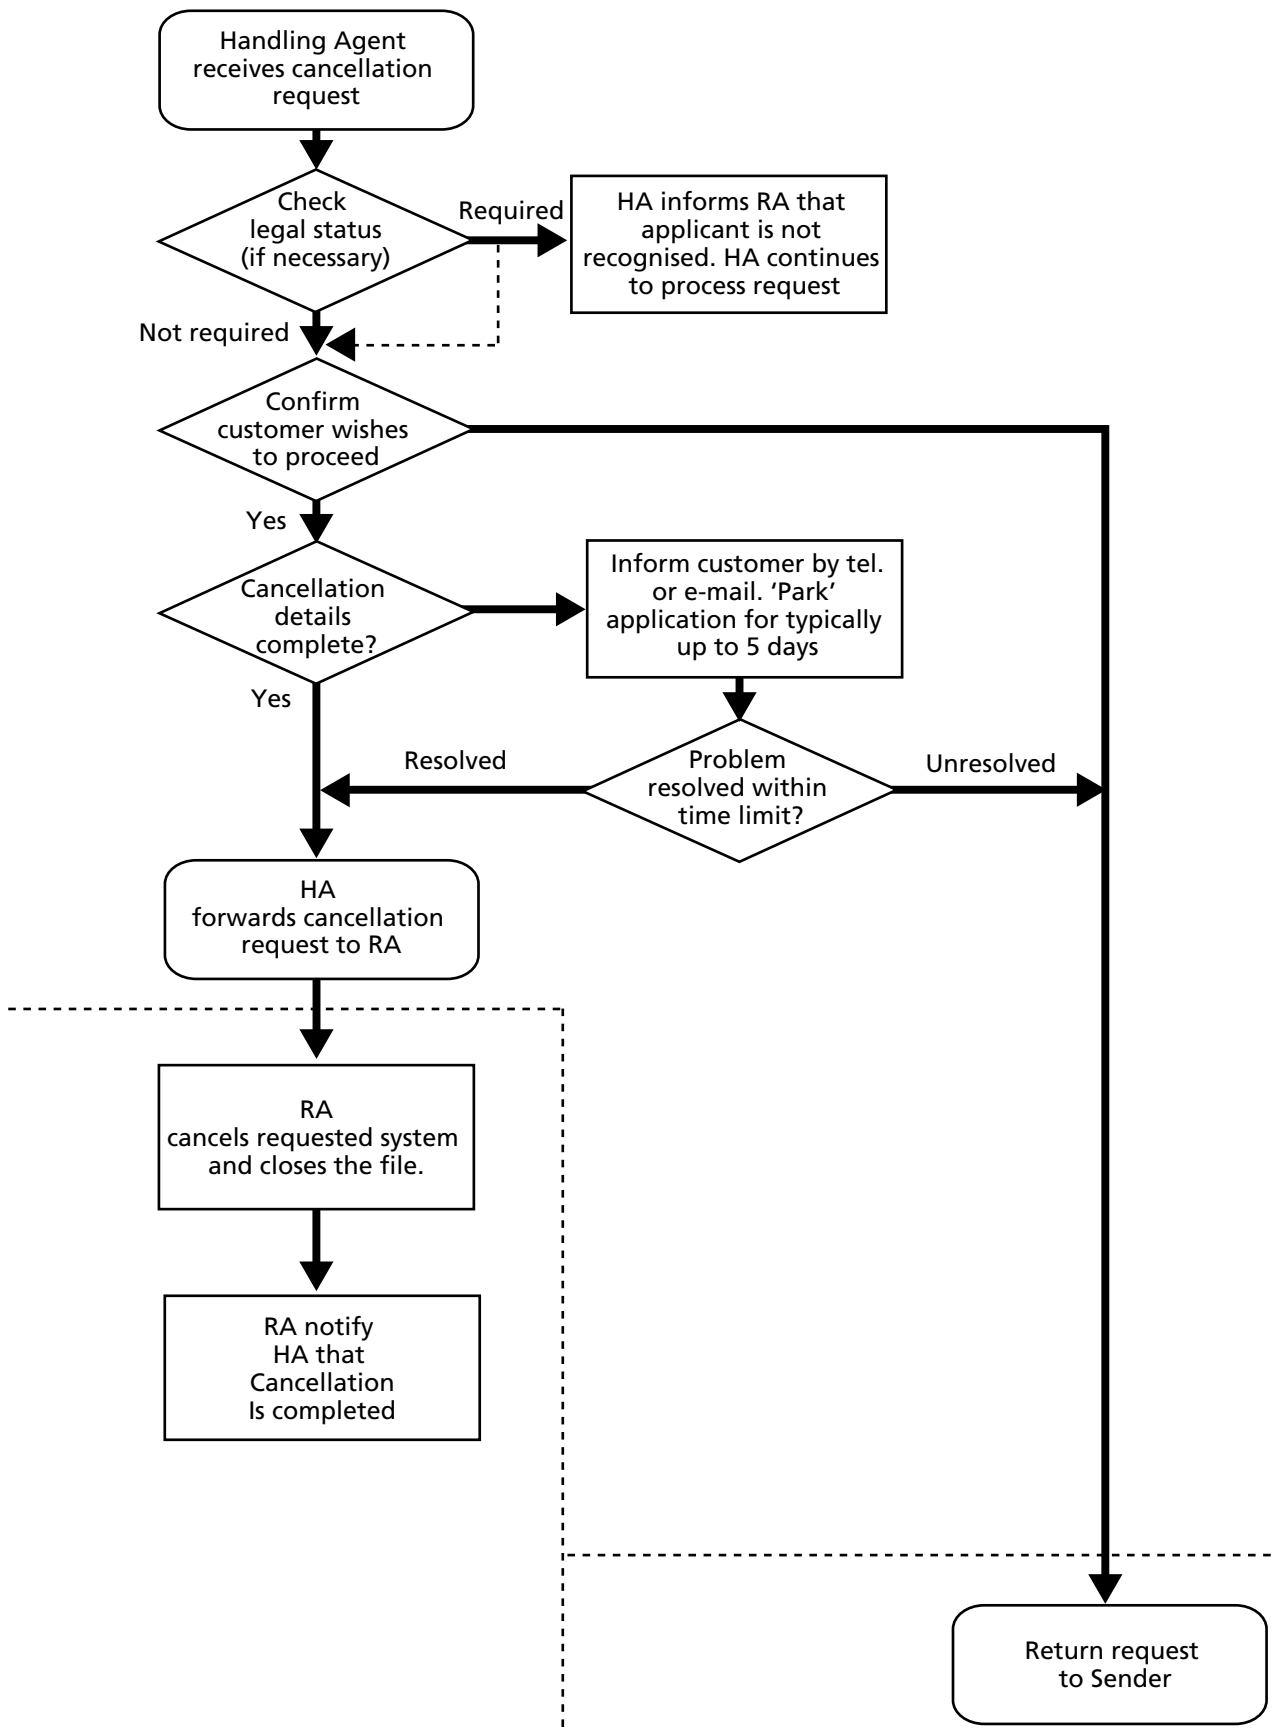 Handling Agent
receives cancellation
request
Check
legal status
(if necessary)
Required
HA informs RA that
applicant is not
recognised. HA continues
to process request
Not required
Confirm
customer wishes
to proceed
Yes
Cancellation
details
complete?
Inform customer by tel.
or e-mail. ‘Park’
application for typically
up to 5 days
Yes
Resolved
Problem
resolved within
time limit?
Unresolved
HA
forwards cancellation
request to RA
RA
cancels requested system
and closes the file.
RA notify
HA that
Cancellation
Is completed
Return request
to Sender